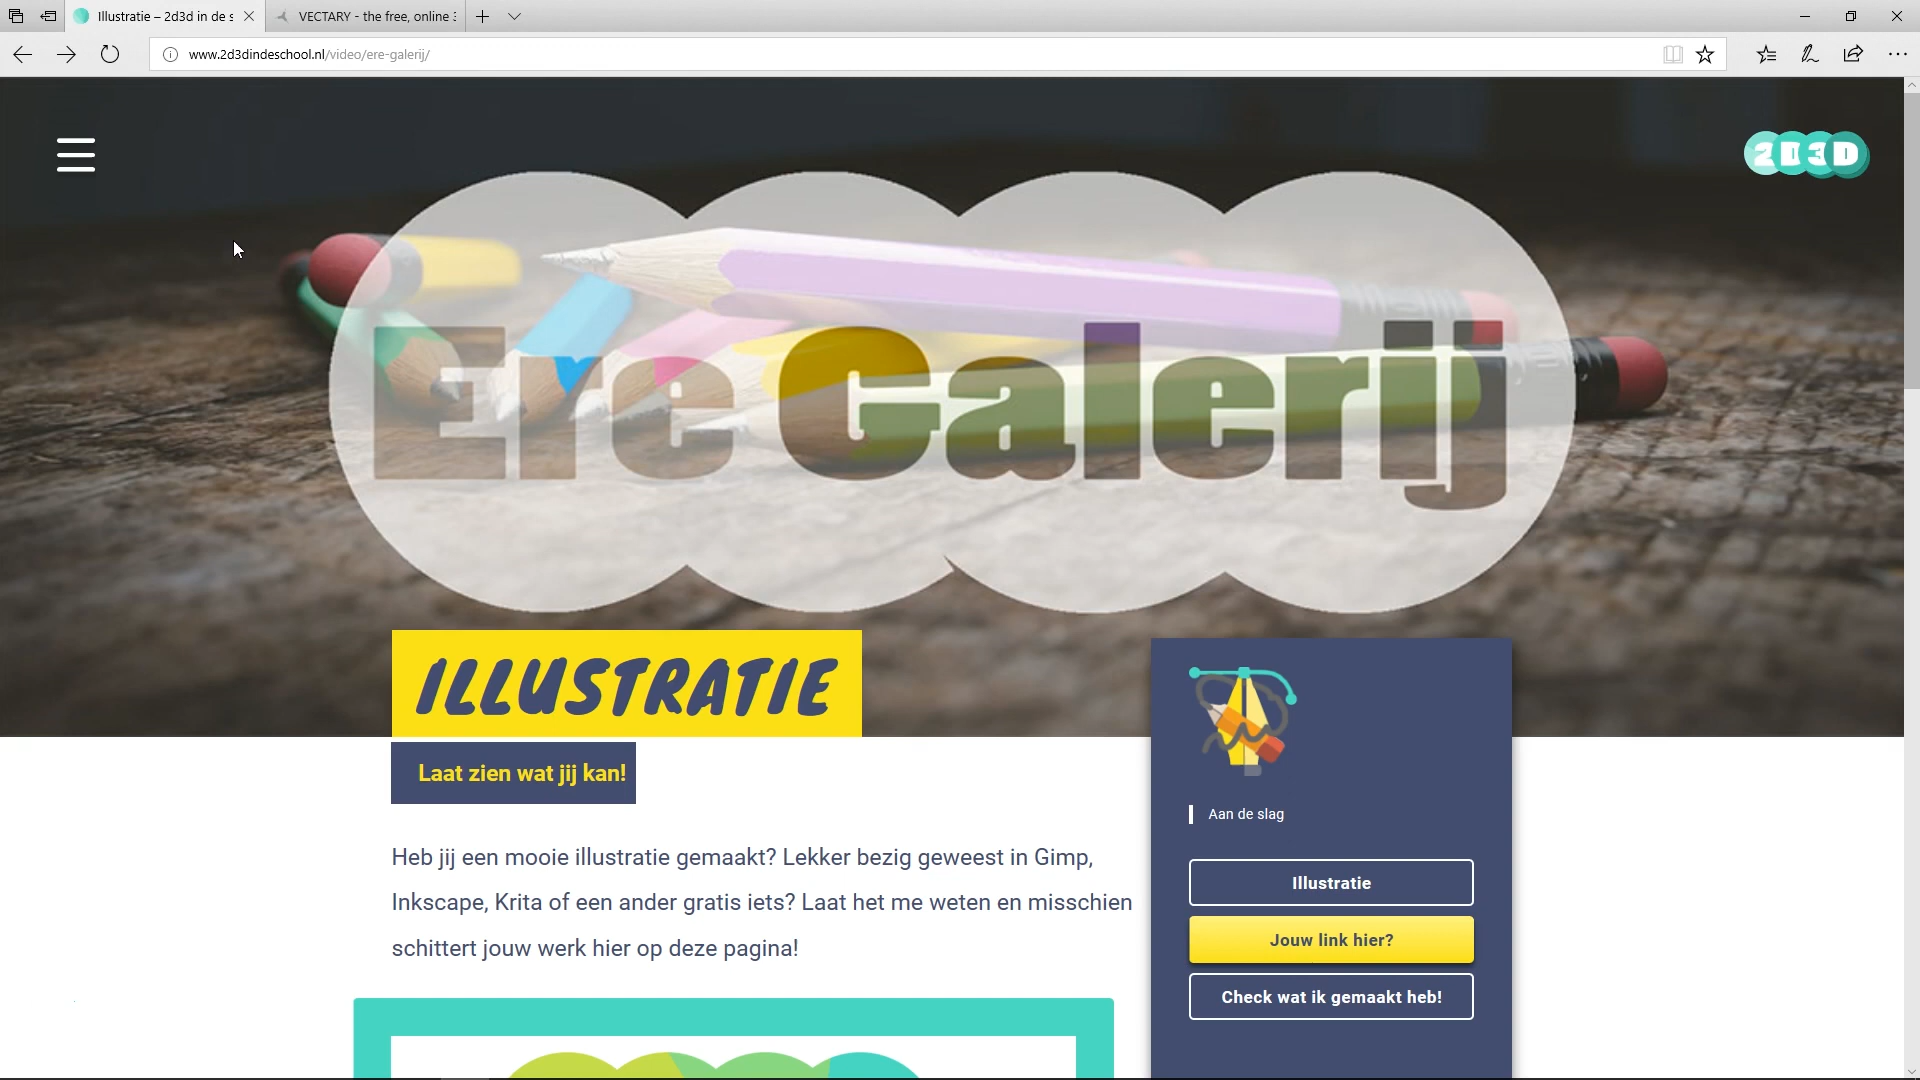 Illustratie – 2d3d in de s
VECTARY - the free, online 3
www.2d3dindeschool.nl/video/ere-galerij/
2D3D
Ere Galerij
ILLUSTRATIE
Laat zien wat jij kan!
Heb jij een mooie illustratie gemaakt? Lekker bezig geweest in Gimp,
Inkscape, Krita of een ander gratis iets? Laat het me weten en misschien
schittert jouw werk hier op deze pagina!
Aan de slag
Illustratie
Jouw link hier?
Check wat ik gemaakt heb!